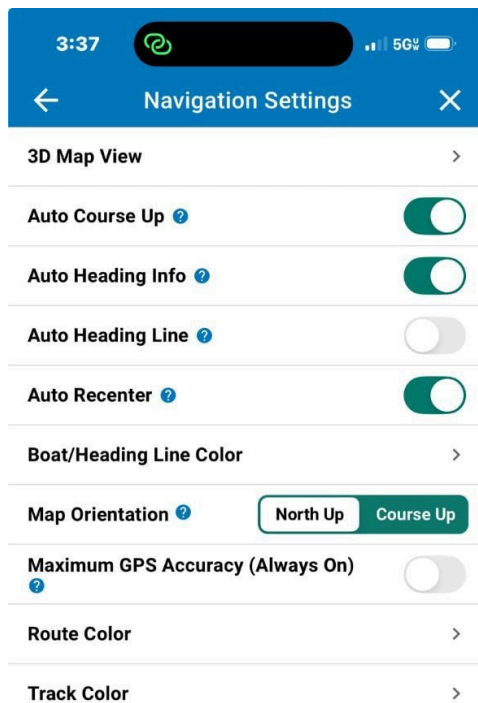 3:37 5G
Navigation Settings
3D Map View
Auto Course Up ?
Auto Heading Info ?
Auto Heading Line ?
Auto Recenter ?
Boat/Heading Line Color
Map Orientation ? North Up Course Up
Maximum GPS Accuracy (Always On)
?
Route Color
Track Color